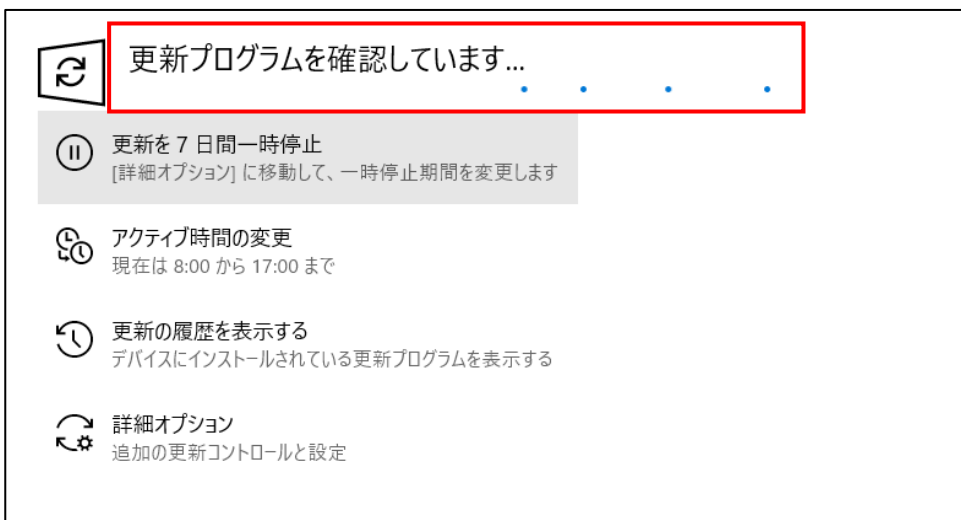 更新プログラムを確認しています...
更新を 7 日間一時停止
[詳細オプション] に移動して、一時停止期間を変更します
アクティブ時間の変更
現在は 8:00 から 17:00 まで
更新の履歴を表示する
デバイスにインストールされている更新プログラムを表示する
詳細オプション
追加の更新コントロールと設定